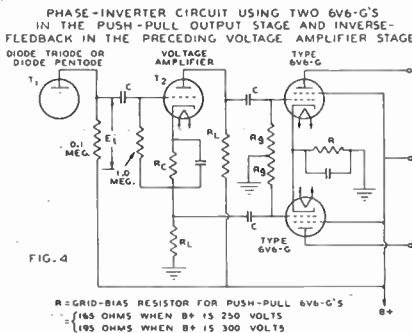 PHASE-INVERTER CIRCUIT USING TWO 6V6-G'S
IN THE PUSH-PULL OUTPUT STAGE AND INVERSE-
FLEDBACK IN THE PRECEDING VOLTAGE AMPLIFIER STAGE
DIODE TRIODE OR
DIODE PENTODE
VOLTAGE
AMPLIFIER
TYPE
6V6-G
T1
T2
C
C
0.1
MEG.
Ei
1.0
MEG.
RC
RL
Rg
Rg
R
C
RL
TYPE
6V6-G
FIG. 4
B+
R = GRID-BIAS RESISTOR FOR PUSH-PULL 6V6-G'S
= {165 OHMS WHEN B+ IS 250 VOLTS
{195 OHMS WHEN B+ IS 300 VOLTS